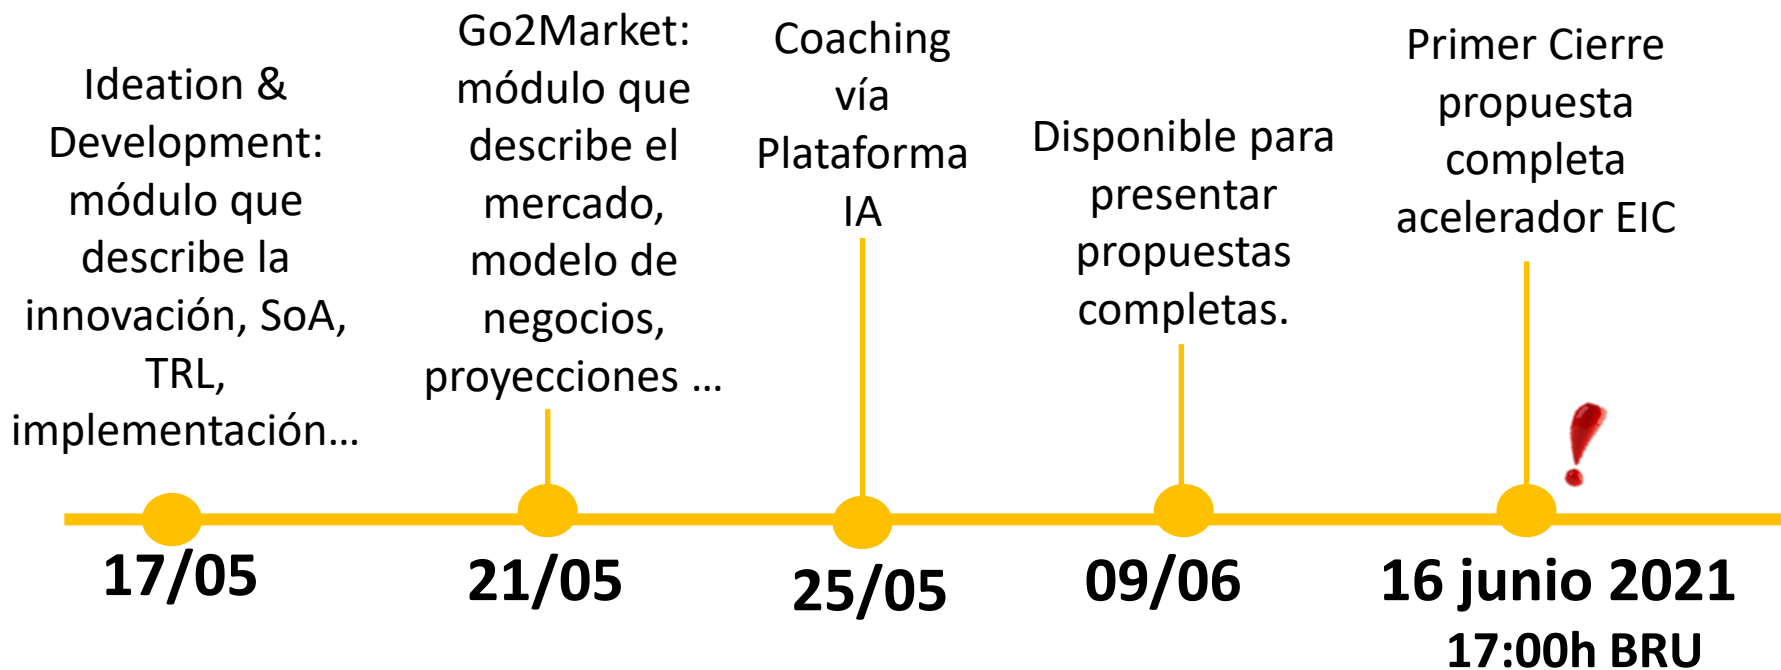 Ideation &
Development:
módulo que
describe la
innovación, SoA,
TRL,
implementación…
Go2Market:
módulo que
describe el
mercado,
modelo de
negocios,
proyecciones …
Coaching
vía
Plataforma
IA
Disponible para
presentar
propuestas
completas.
Primer Cierre
propuesta
completa
acelerador EIC
17/05
21/05
25/05
09/06
16 junio 2021
17:00h BRU